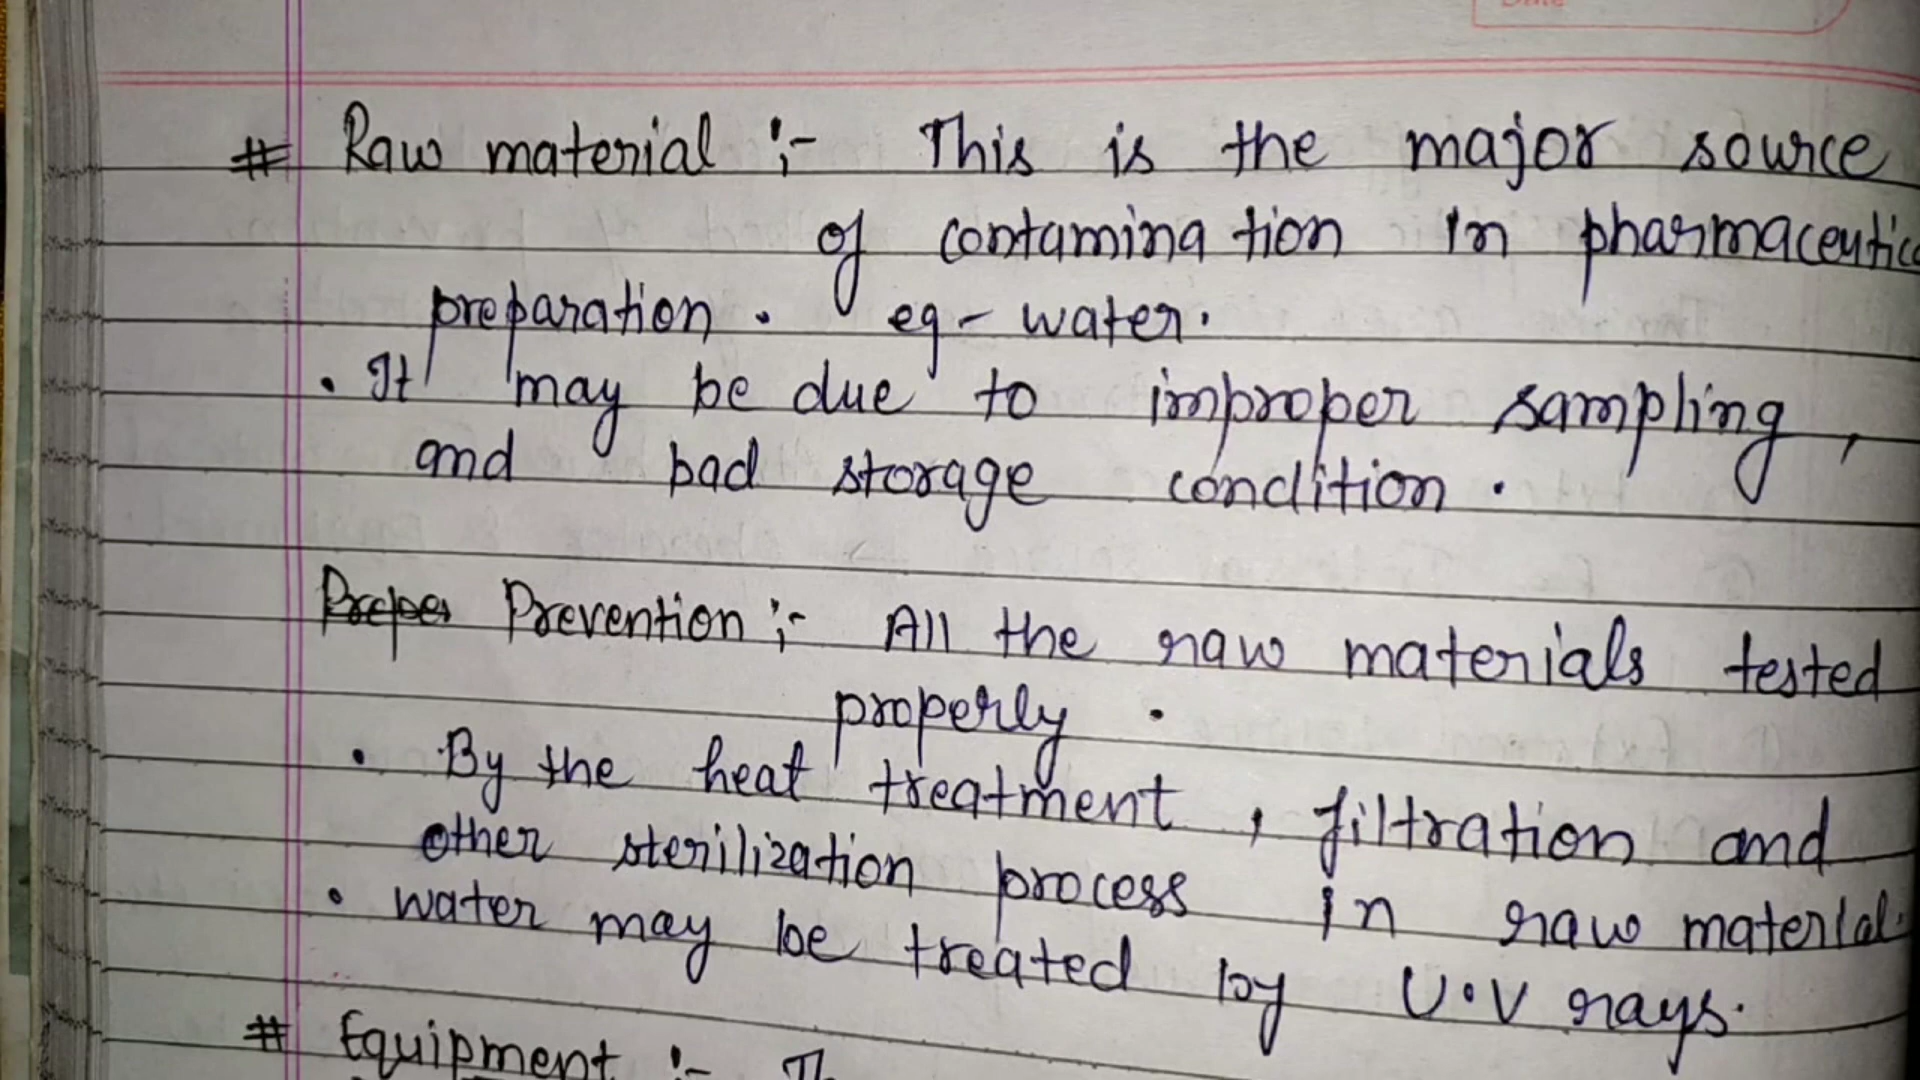 # Raw material :- This is the major source
of contamination in pharmaceutic
preparation. eg - water.
• It may be due to improper sampling,
and bad storage condition.
Proper Prevention :- All the raw materials tested
properly.
• By the heat treatment, filtration and
other sterilization process in raw material.
• water may be treated by U.V rays.
# Equipment :- Th